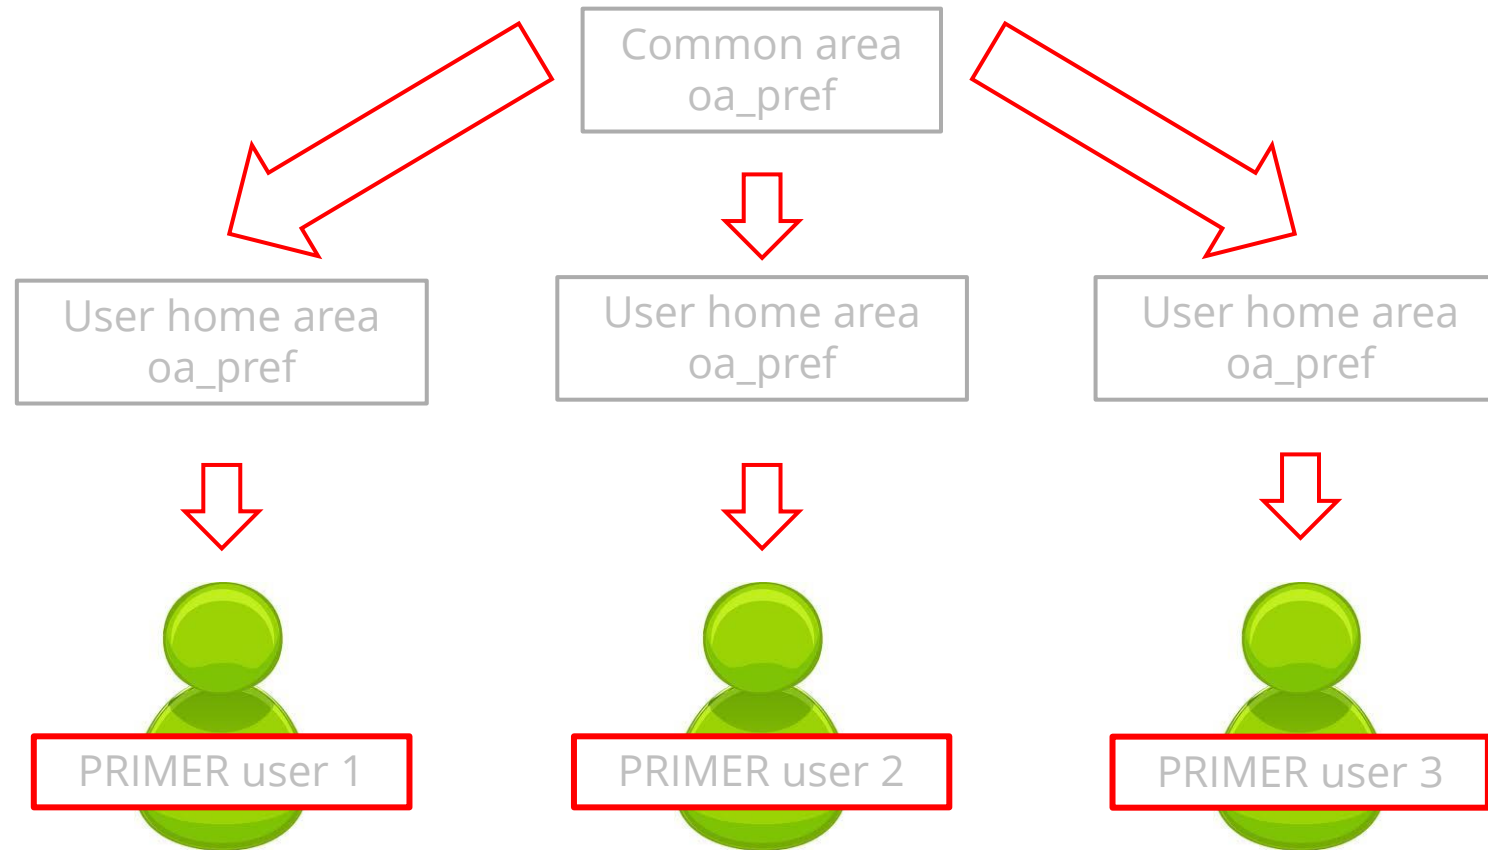 Common area
oa_pref
User home area
oa_pref
User home area
oa_pref
User home area
oa_pref
PRIMER user 1
PRIMER user 2
PRIMER user 3